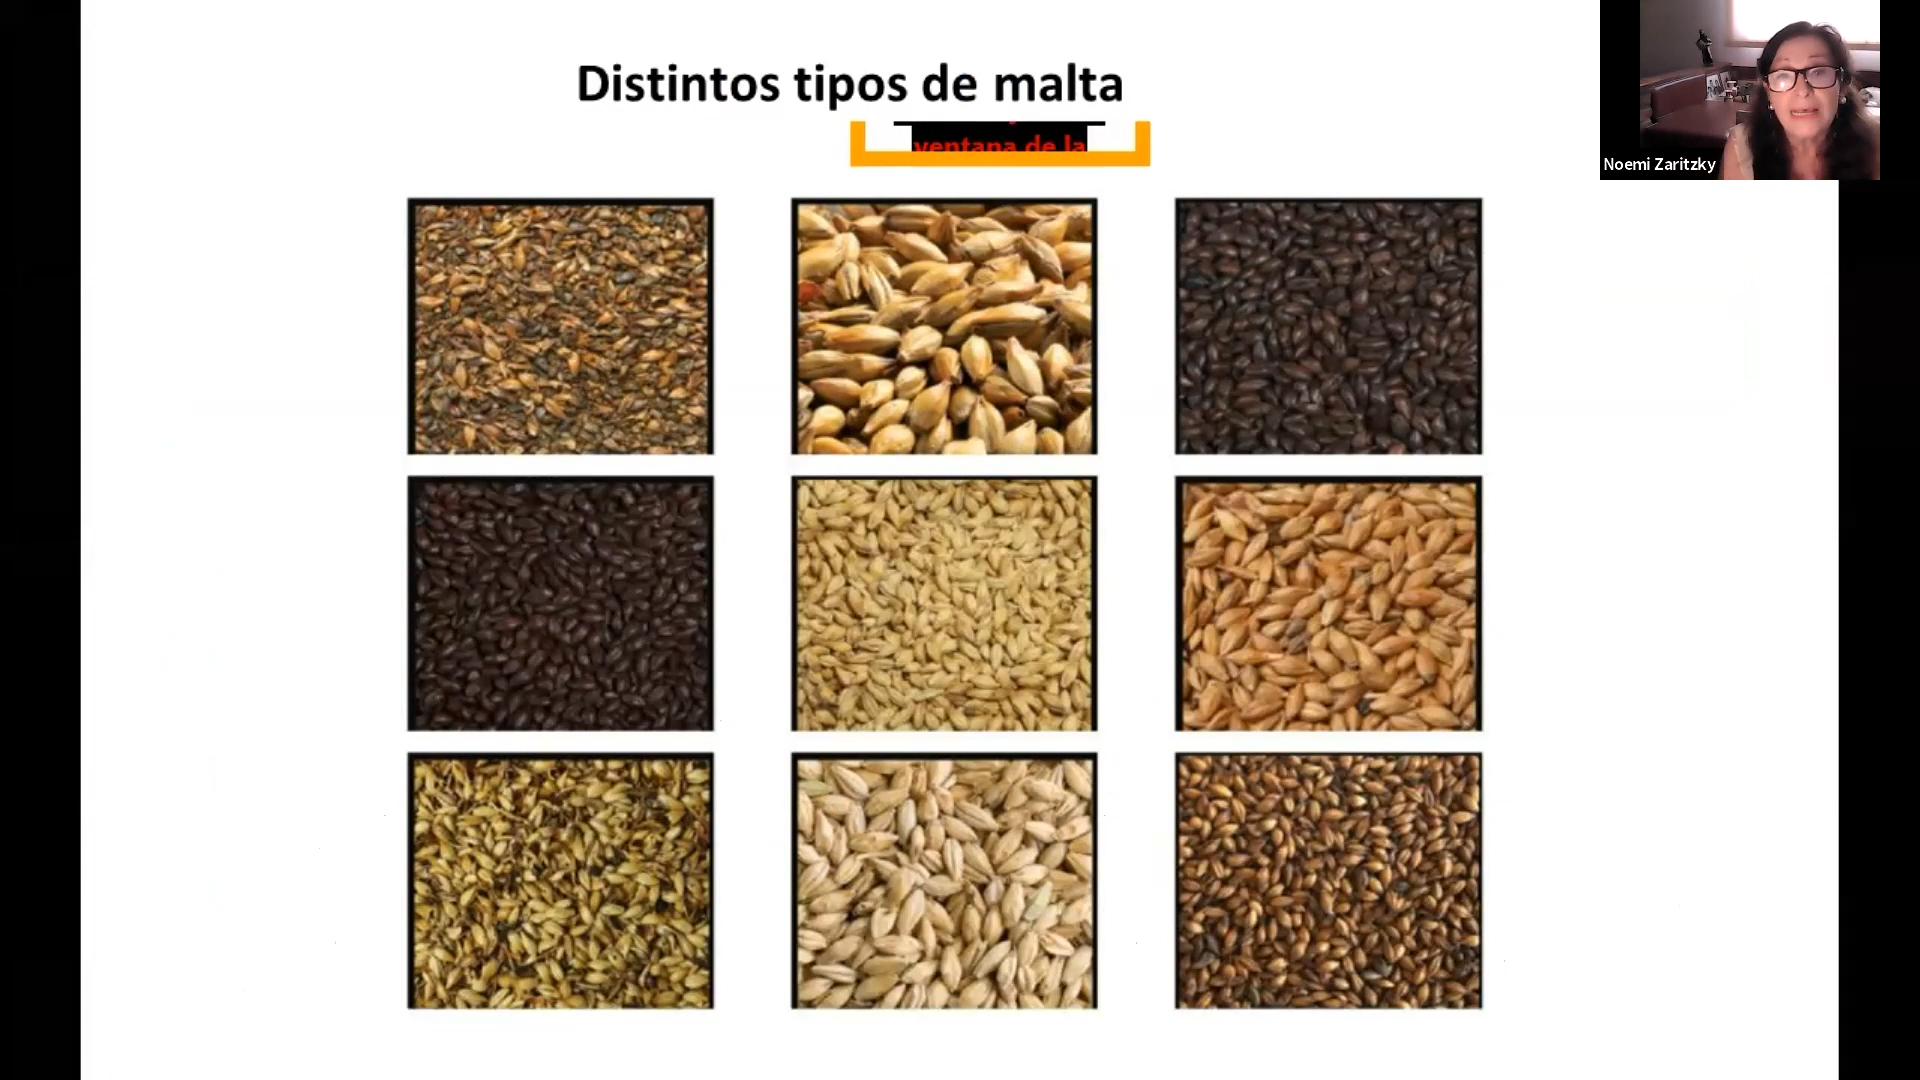 Distintos tipos de malta
ventana de la
Noemi Zaritzky